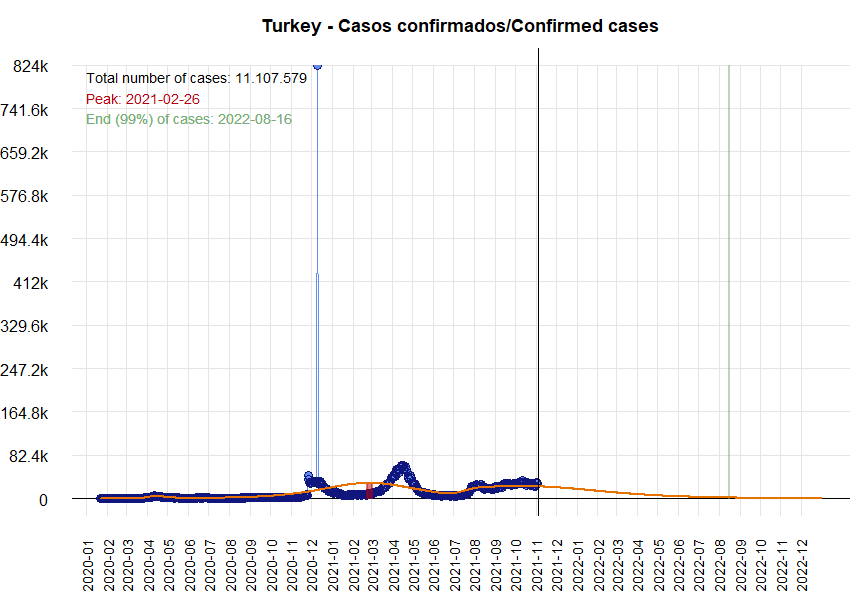 Turkey - Casos confirmados/Confirmed cases
824k
741.6k
659.2k
576.8k
494.4k
412k
329.6k
247.2k
164.8k
82.4k
0
Total number of cases: 11.107.579
Peak: 2021-02-26
End (99%) of cases: 2022-08-16
2020-01
2020-02
2020-03
2020-04
2020-05
2020-06
2020-07
2020-08
2020-09
2020-10
2020-11
2020-12
2021-01
2021-02
2021-03
2021-04
2021-05
2021-06
2021-07
2021-08
2021-09
2021-10
2021-11
2021-12
2022-01
2022-02
2022-03
2022-04
2022-05
2022-06
2022-07
2022-08
2022-09
2022-10
2022-11
2022-12